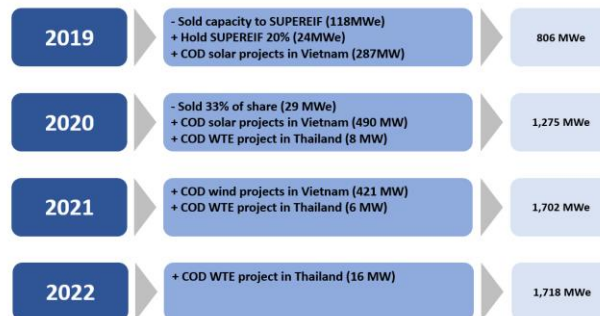 2019
- Sold capacity to SUPEREIF (118MWe)
+ Hold SUPEREIF 20% (24MWe)
+ COD solar projects in Vietnam (287MW)
806 MWe
2020
- Sold 33% of share (29 MWe)
+ COD solar projects in Vietnam (490 MW)
+ COD WTE project in Thailand (8 MW)
1,275 MWe
2021
+ COD wind projects in Vietnam (421 MW)
+ COD WTE project in Thailand (6 MW)
1,702 MWe
2022
+ COD WTE project in Thailand (16 MW)
1,718 MWe